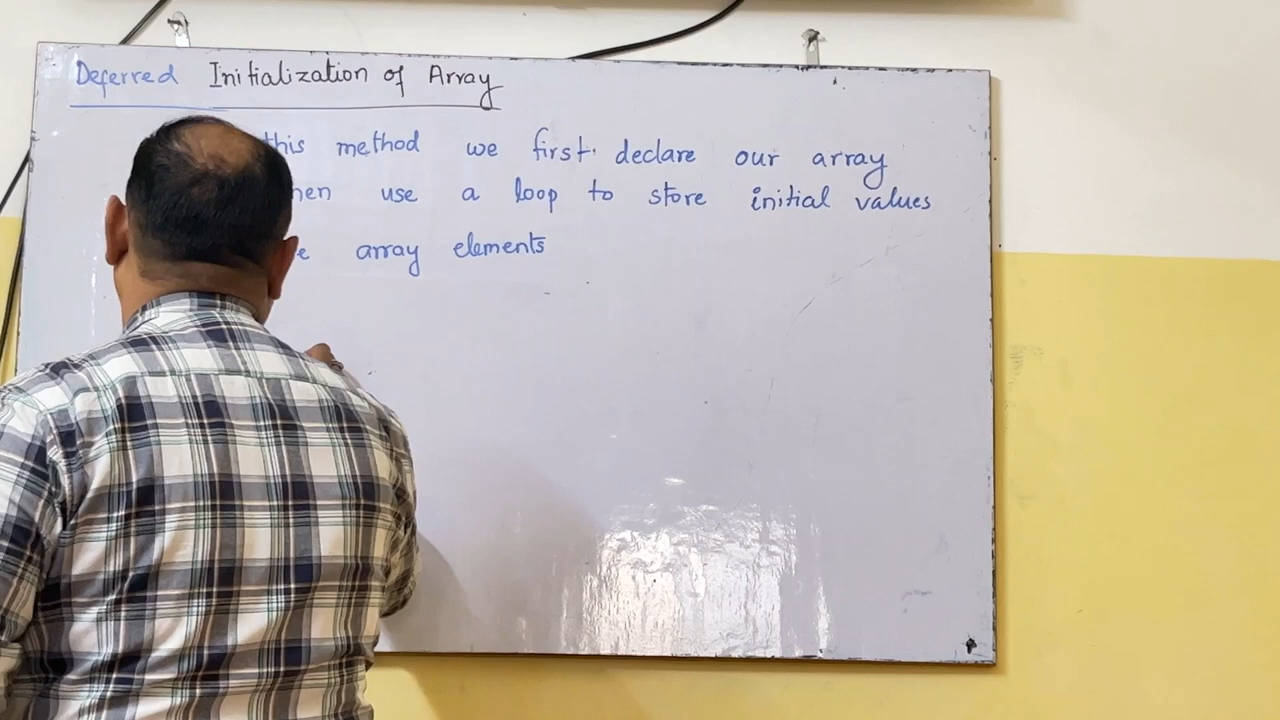 Deferred Initialization of Array
this method we first declare our array
hen use a loop to store initial values
e array elements